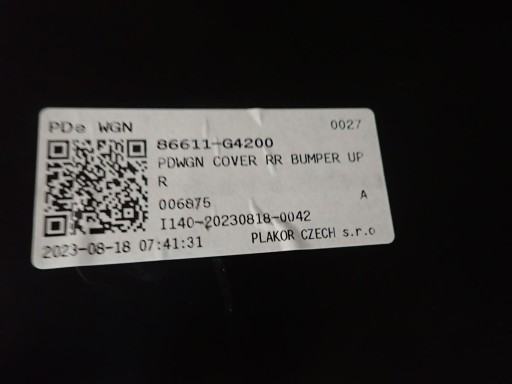 PDe WGN
0027
86611-G4200
PDWGN COVER RR BUMPER UP
R
006875
A
I140-20230818-0042
2023-08-18 07:41:31
PLAKOR CZECH s.r.o